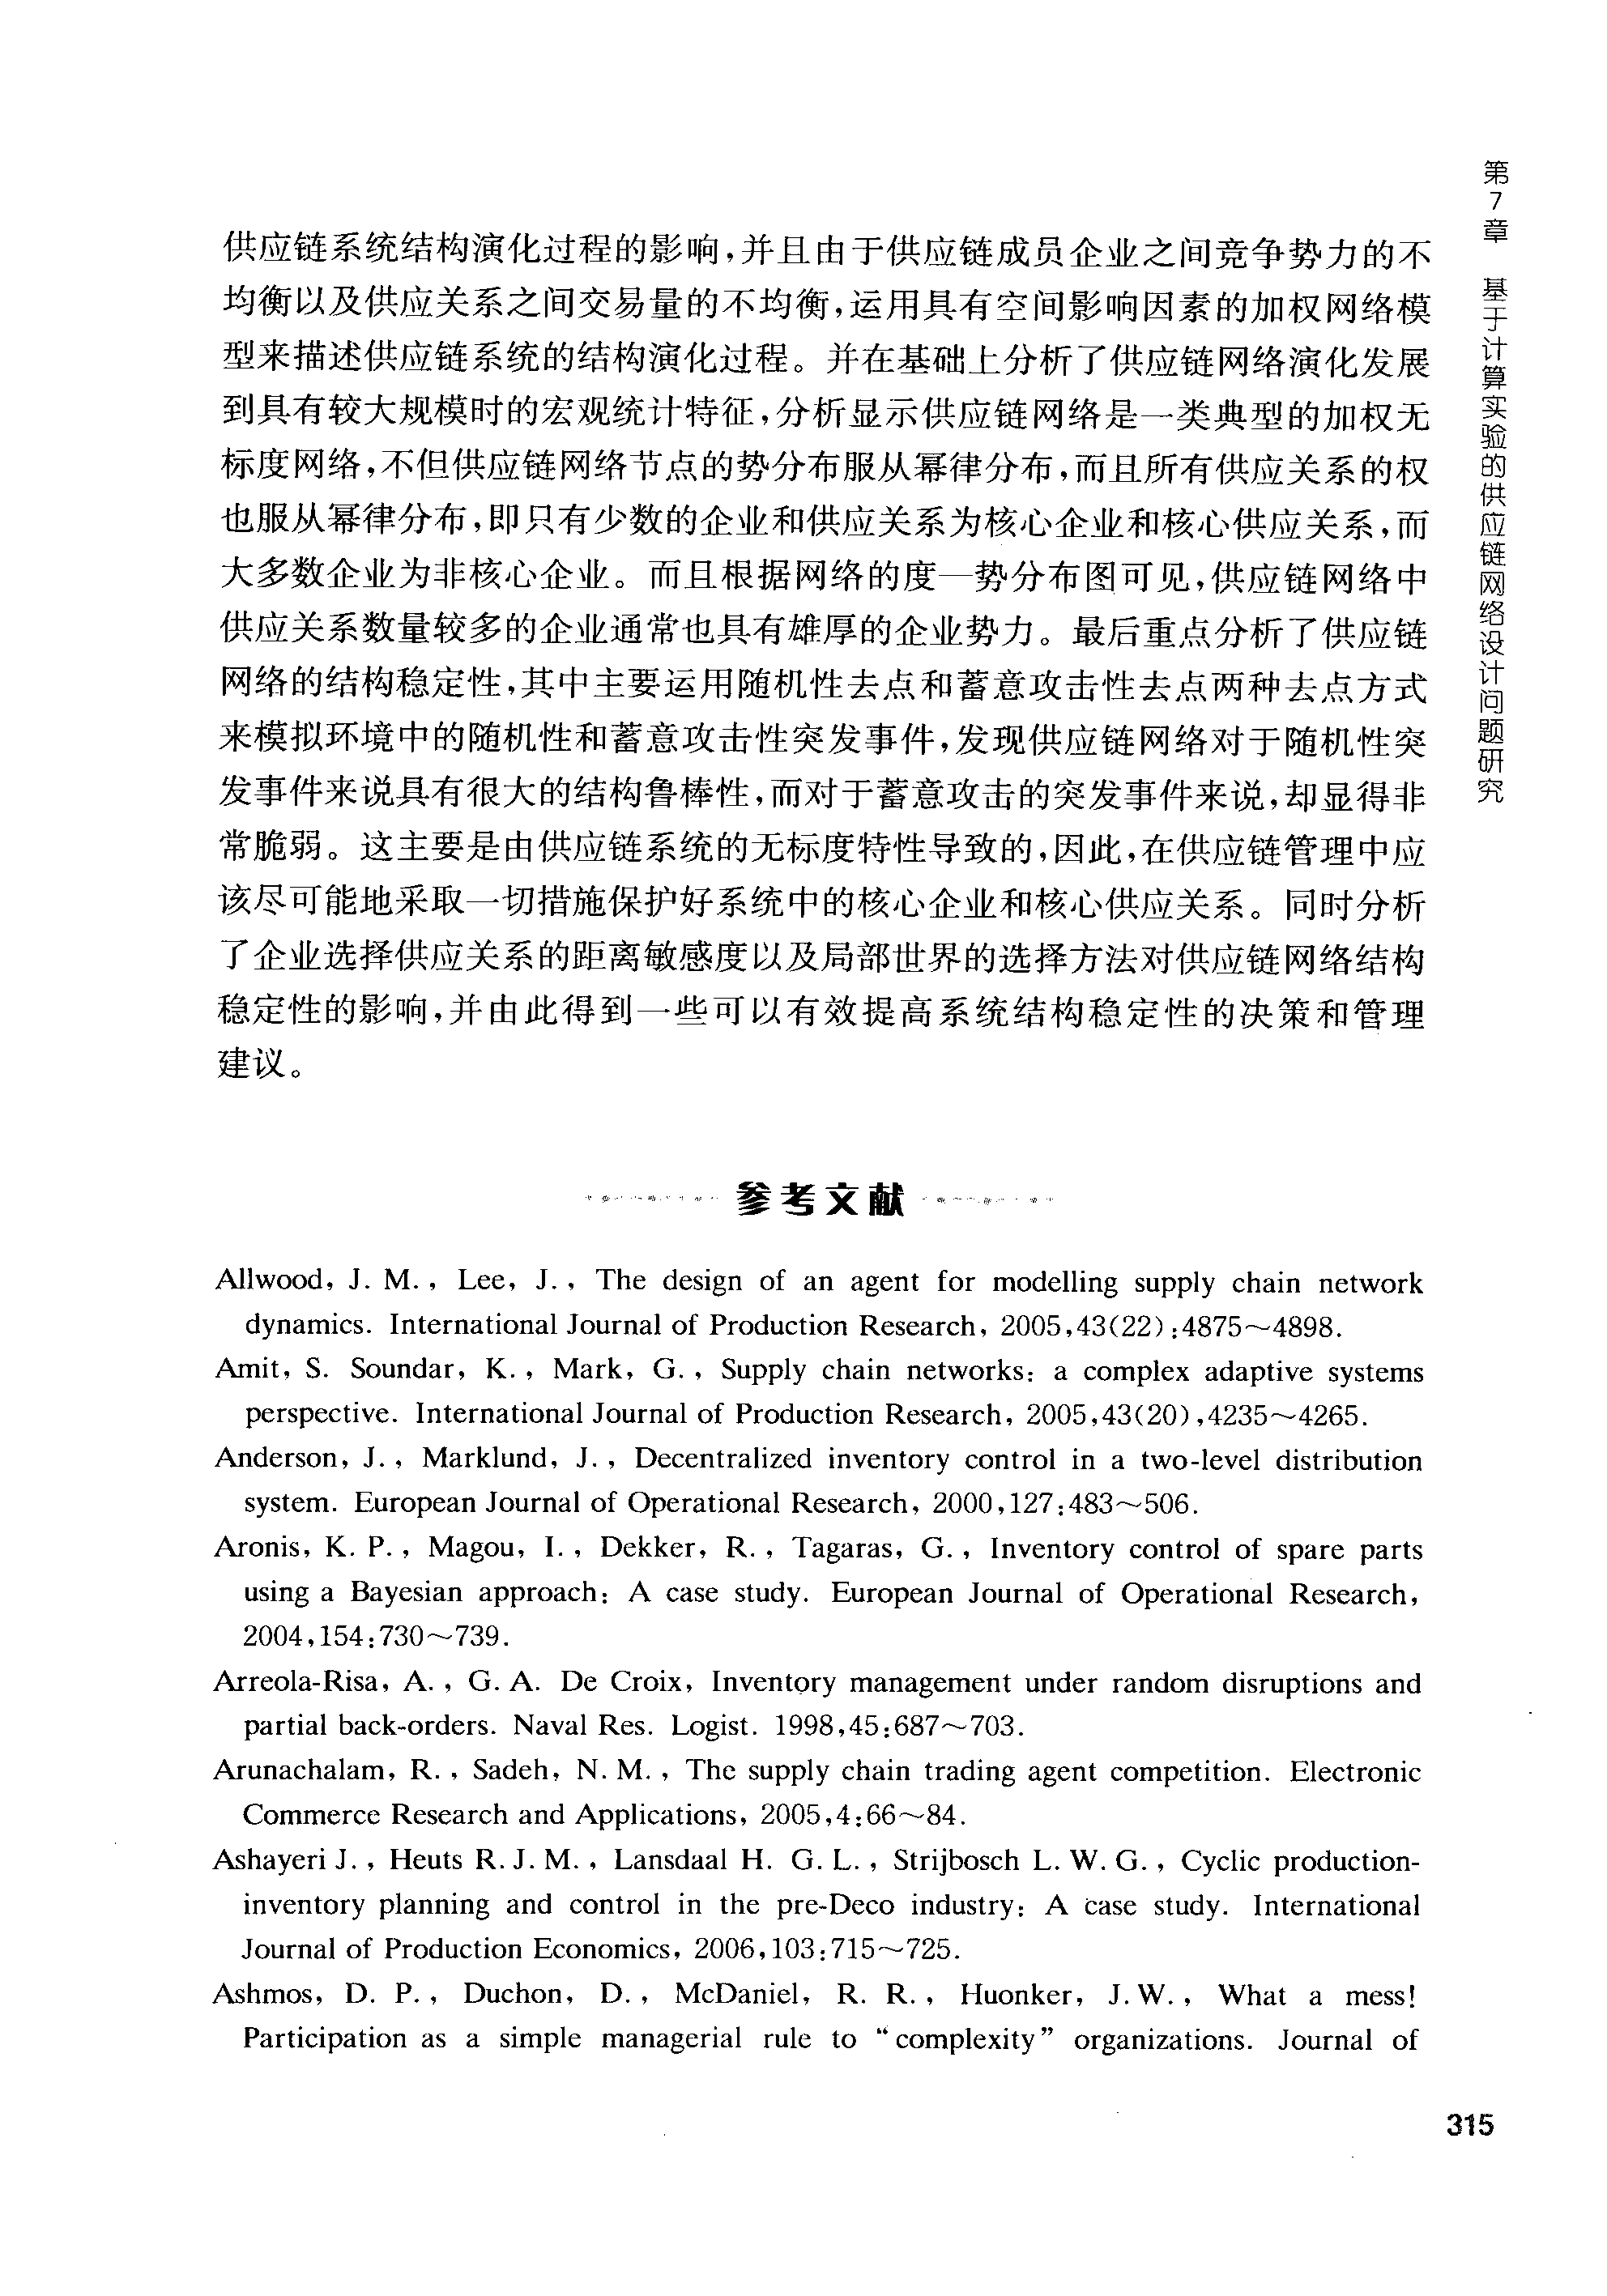 第7章 基于计算实验的供应链网络设计问题研究
供应链系统结构演化过程的影响,并且由于供应链成员企业之间竞争势力的不
均衡以及供应关系之间交易量的不均衡,运用具有空间影响因素的加权网络模
型来描述供应链系统的结构演化过程。并在基础上分析了供应链网络演化发展
到具有较大规模时的宏观统计特征,分析显示供应链网络是一类典型的加权无
标度网络,不但供应链网络节点的势分布服从幂律分布,而且所有供应关系的权
也服从幂律分布,即只有少数的企业和供应关系为核心企业和核心供应关系,而
大多数企业为非核心企业。而且根据网络的度—势分布图可见,供应链网络中
供应关系数量较多的企业通常也具有雄厚的企业势力。最后重点分析了供应链
网络的结构稳定性,其中主要运用随机性去点和蓄意攻击性去点两种去点方式
来模拟环境中的随机性和蓄意攻击性突发事件,发现供应链网络对于随机性突
发事件来说具有很大的结构鲁棒性,而对于蓄意攻击的突发事件来说,却显得非
常脆弱。这主要是由供应链系统的无标度特性导致的,因此,在供应链管理中应
该尽可能地采取一切措施保护好系统中的核心企业和核心供应关系。同时分析
了企业选择供应关系的距离敏感度以及局部世界的选择方法对供应链网络结构
稳定性的影响,并由此得到一些可以有效提高系统结构稳定性的决策和管理
建议。
参考文献
Allwood, J. M., Lee, J., The design of an agent for modelling supply chain network
dynamics. International Journal of Production Research, 2005,43(22):4875～4898.
Amit, S. Soundar, K., Mark, G., Supply chain networks: a complex adaptive systems
perspective. International Journal of Production Research, 2005,43(20),4235～4265.
Anderson, J., Marklund, J., Decentralized inventory control in a two-level distribution
system. European Journal of Operational Research, 2000,127:483～506.
Aronis, K. P., Magou, I., Dekker, R., Tagaras, G., Inventory control of spare parts
using a Bayesian approach: A case study. European Journal of Operational Research,
2004,154:730～739.
Arreola-Risa, A., G. A. De Croix, Inventory management under random disruptions and
partial back-orders. Naval Res. Logist. 1998,45:687～703.
Arunachalam, R., Sadeh, N. M., The supply chain trading agent competition. Electronic
Commerce Research and Applications, 2005,4:66～84.
Ashayeri J., Heuts R. J. M., Lansdaal H. G. L., Strijbosch L. W. G., Cyclic production-
inventory planning and control in the pre-Deco industry: A case study. International
Journal of Production Economics, 2006,103:715～725.
Ashmos, D. P., Duchon, D., McDaniel, R. R., Huonker, J. W., What a mess!
Participation as a simple managerial rule to “complexity” organizations. Journal of
315